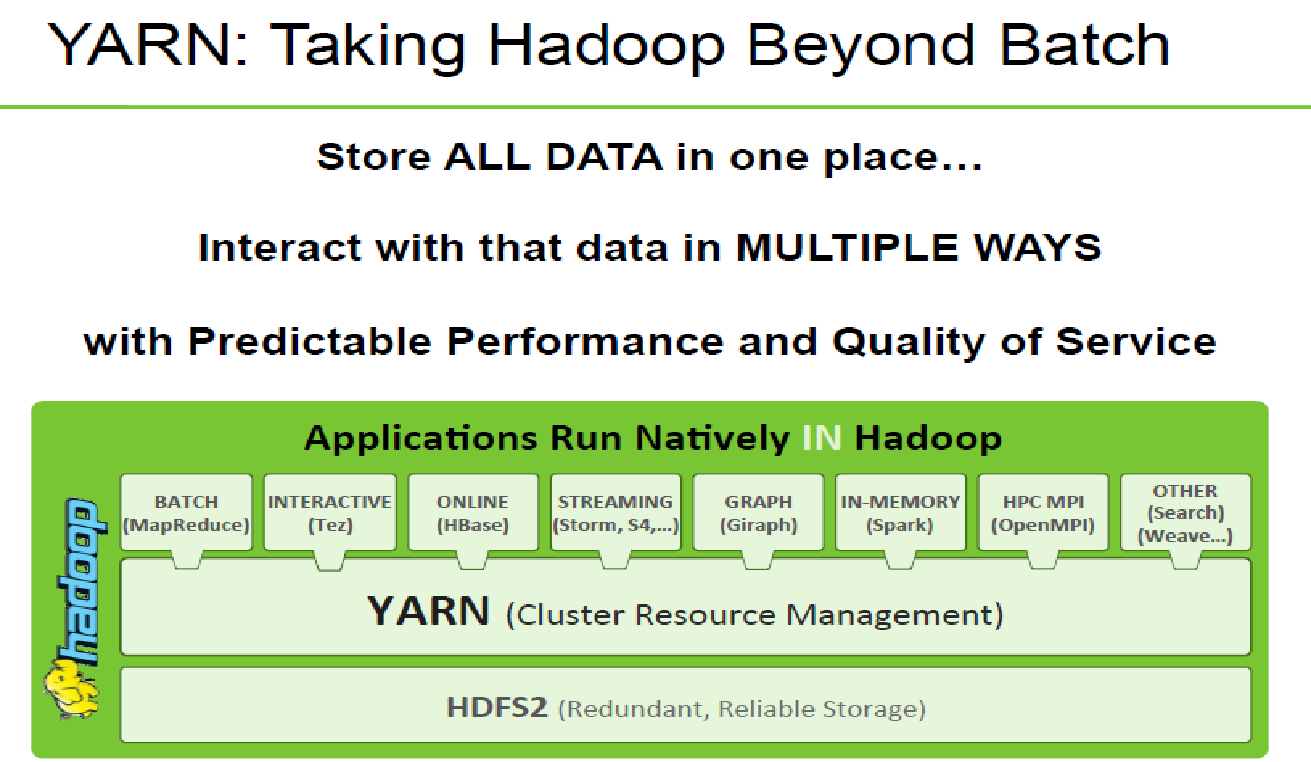 YARN: Taking Hadoop Beyond Batch
Store ALL DATA in one place...
Interact with that data in MULTIPLE WAYS
with Predictable Performance and Quality of Service
Applications Run Natively IN Hadoop
BATCH
(MapReduce)
INTERACTIVE
(Tez)
ONLINE
(HBase)
STREAMING
(Storm, S4,...)
GRAPH
(Giraph)
IN-MEMORY
(Spark)
HPC MPI
(OpenMPI)
OTHER
(Search)
(Weave...)
hadoop
YARN (Cluster Resource Management)
HDFS2 (Redundant, Reliable Storage)